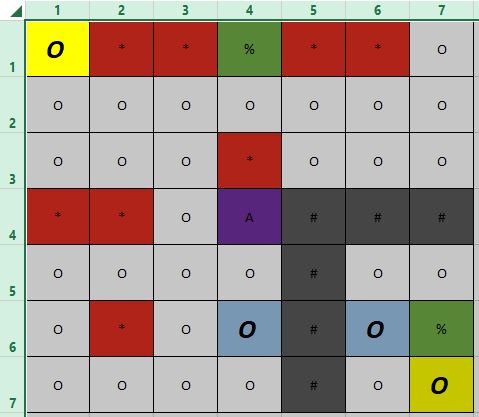 1 2 3 4 5 6 7
1 O * * % * * O
2 O O O O O O O
3 O O O * O O O
4 * * O A # # #
5 O O O O # O O
6 O * O O # O %
7 O O O O # O O